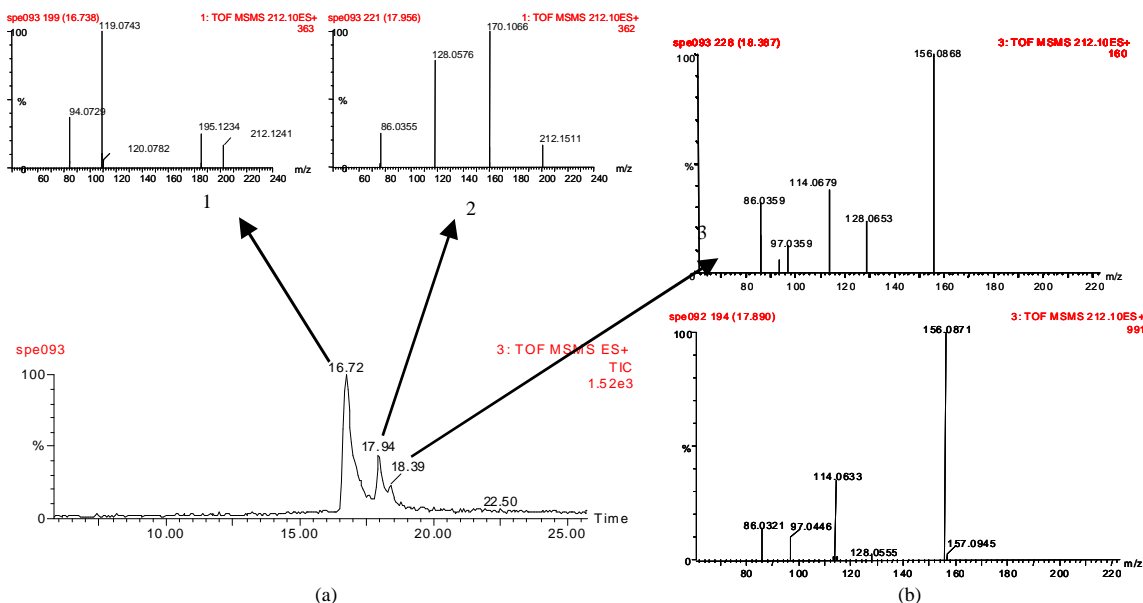 spe093 199 (16.738)
1: TOF MSMS 212.10ES+
363
100
%
0
119.0743
94.0729
120.0782
195.1234
212.1241
60 80 100 120 140 160 180 200 220 240
m/z
1
spe093 221 (17.956)
1: TOF MSMS 212.10ES+
362
100
%
0
170.1066
128.0576
86.0355
212.1511
60 80 100 120 140 160 180 200 220 240
m/z
2
spe093 228 (18.387)
3: TOF MSMS 212.10ES+
160
100
%
0
156.0868
114.0679
86.0359
128.0653
97.0359
80 100 120 140 160 180 200 220
m/z
3
spe093
3: TOF MSMS ES+
TIC
1.52e3
100
%
0
16.72
17.94
18.39
22.50
10.00 15.00 20.00 25.00
Time
(a)
spe092 194 (17.890)
3: TOF MSMS 212.10ES+
991
100
%
0
156.0871
114.0633
86.0321
97.0446
128.0555
157.0945
80 100 120 140 160 180 200 220
m/z
(b)